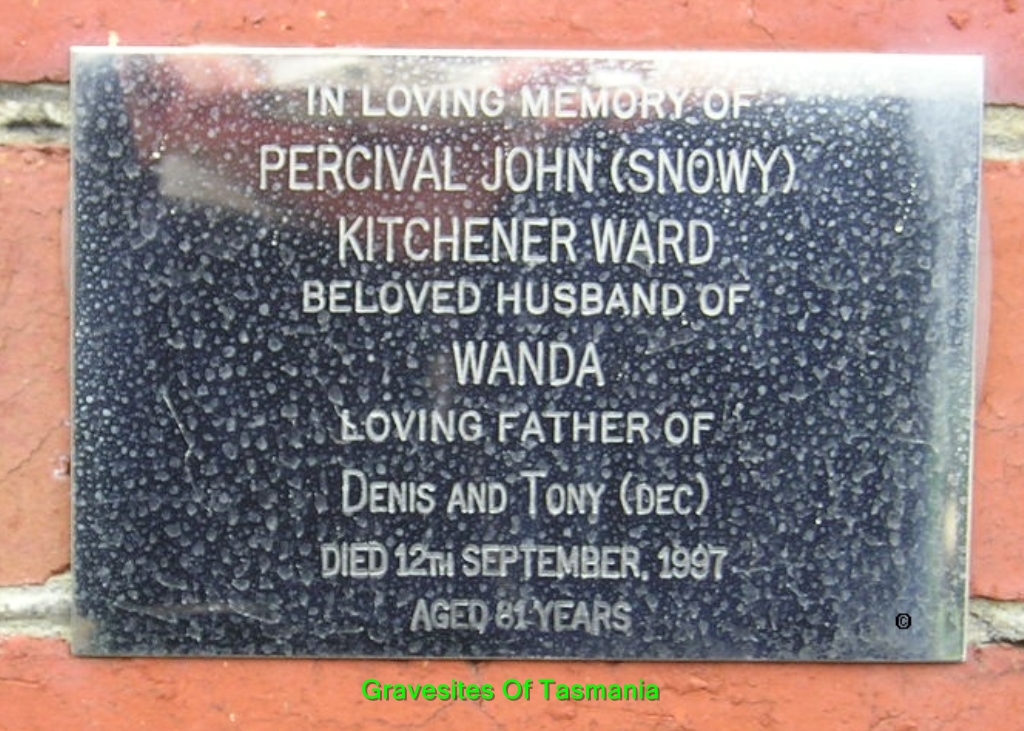 IN LOVING MEMORY OF
PERCIVAL JOHN (SNOWY)
KITCHENER WARD
BELOVED HUSBAND OF
WANDA
LOVING FATHER OF
DENIS AND TONY (DEC)
DIED 12TH SEPTEMBER, 1997
AGED 81 YEARS
©
Gravesites Of Tasmania